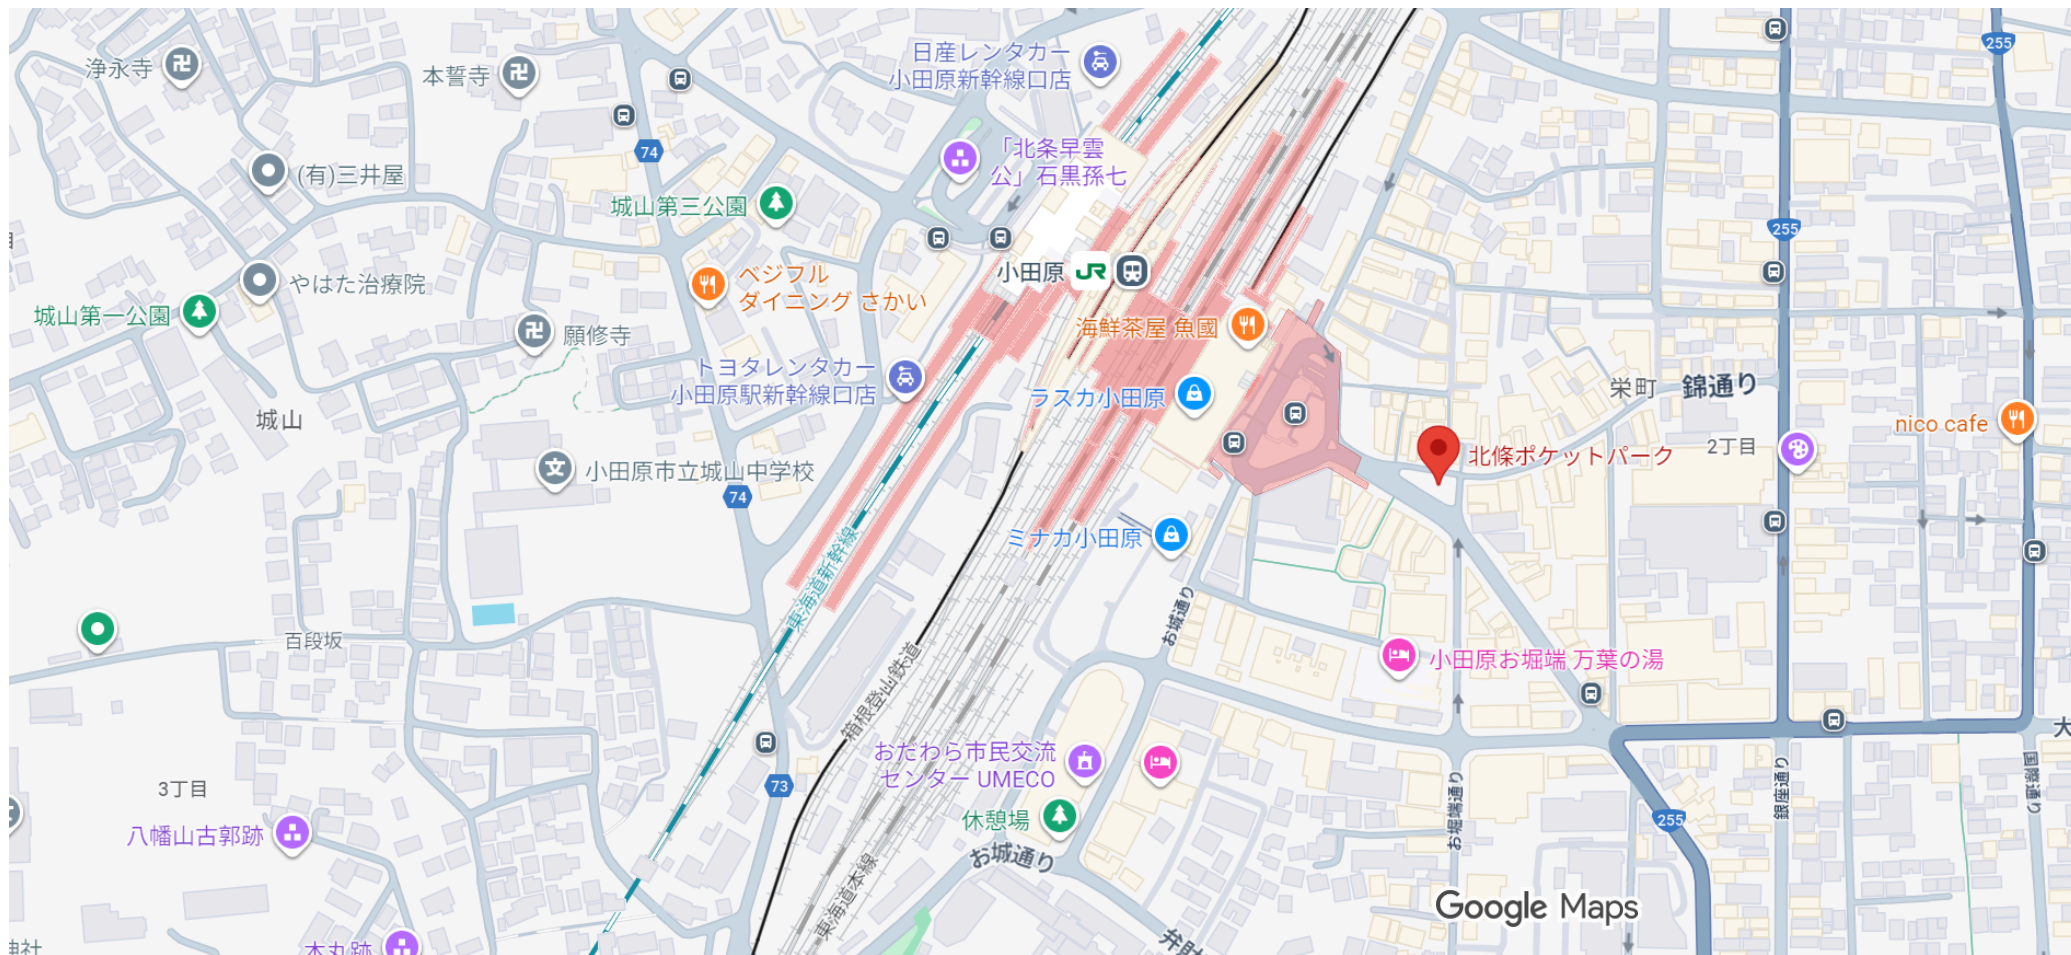 浄永寺
本誓寺
日産レンタカー
小田原新幹線口店
255
74
「北条早雲
公」石黒孫七
(有)三井屋
城山第三公園
255
小田原
JR
やはた治療院
ベジフル
ダイニング さかい
城山第一公園
願修寺
海鮮茶屋 魚國
トヨタレンタカー
小田原駅新幹線口店
ラスカ小田原
栄町
錦通り
城山
nico cafe
2丁目
北條ポケットパーク
小田原市立城山中学校
文
74
ミナカ小田原
東海道新幹線
お城通り
百段坂
小田原お堀端 万葉の湯
箱根登山鉄道
大
おだわら市民交流
センター UMECO
73
3丁目
国際通り
銀座通り
お堀端通り
休憩場
255
八幡山古郭跡
お城通り
東海道本線
Google Maps
弁財
神社
本丸跡